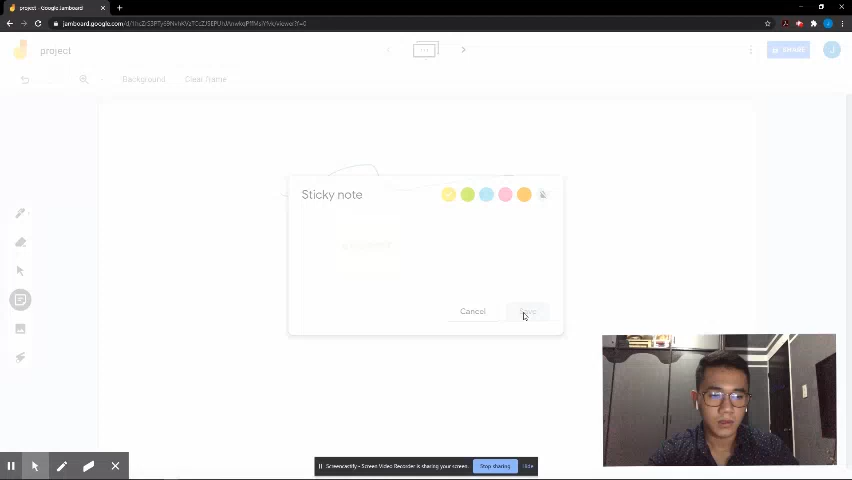 project - Google Jamboard
project
SHARE
J
Background
Clear frame
Sticky note
Cancel
Save
Screencastify - Screen Video Recorder is sharing your screen.
Stop sharing
Hide